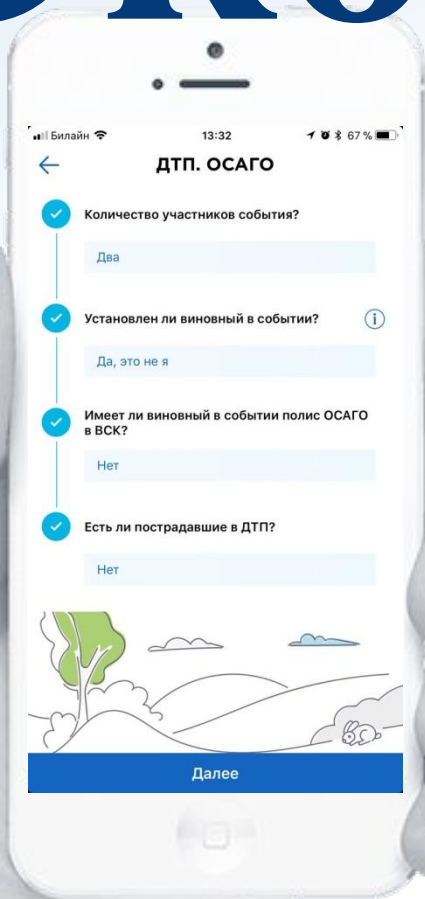 Билайн 13:32 67 %
ДТП. ОСАГО
Количество участников события?
Два
Установлен ли виновный в событии?
Да, это не я
Имеет ли виновный в событии полис ОСАГО
в ВСК?
Нет
Есть ли пострадавшие в ДТП?
Нет
Далее